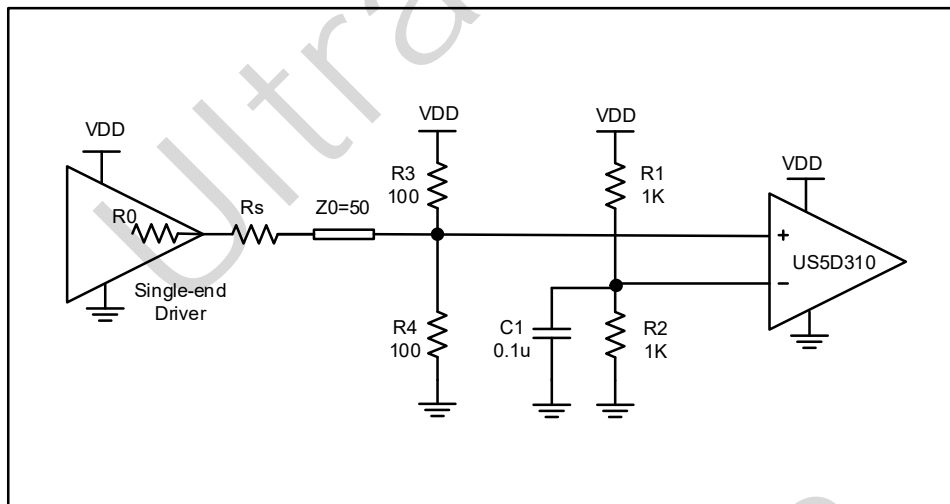 Ultra
VDD
R0
Rs
Z0=50
Single-end
Driver
VDD
R3
100
R4
100
VDD
R1
1K
C1
0.1u
R2
1K
VDD
+
−
US5D310